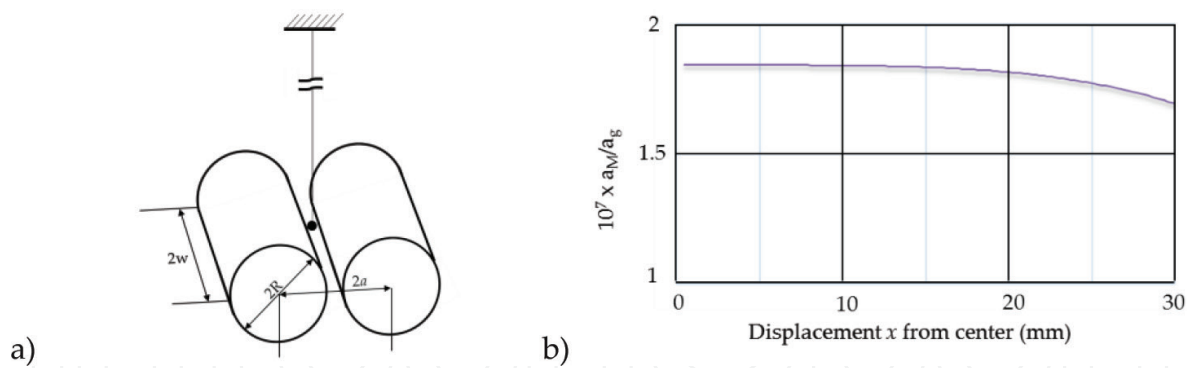 a)
2w
2R
2a
b)
10⁷ x a_M/a_g
2
1.5
1
0
10
20
30
Displacement x from center (mm)